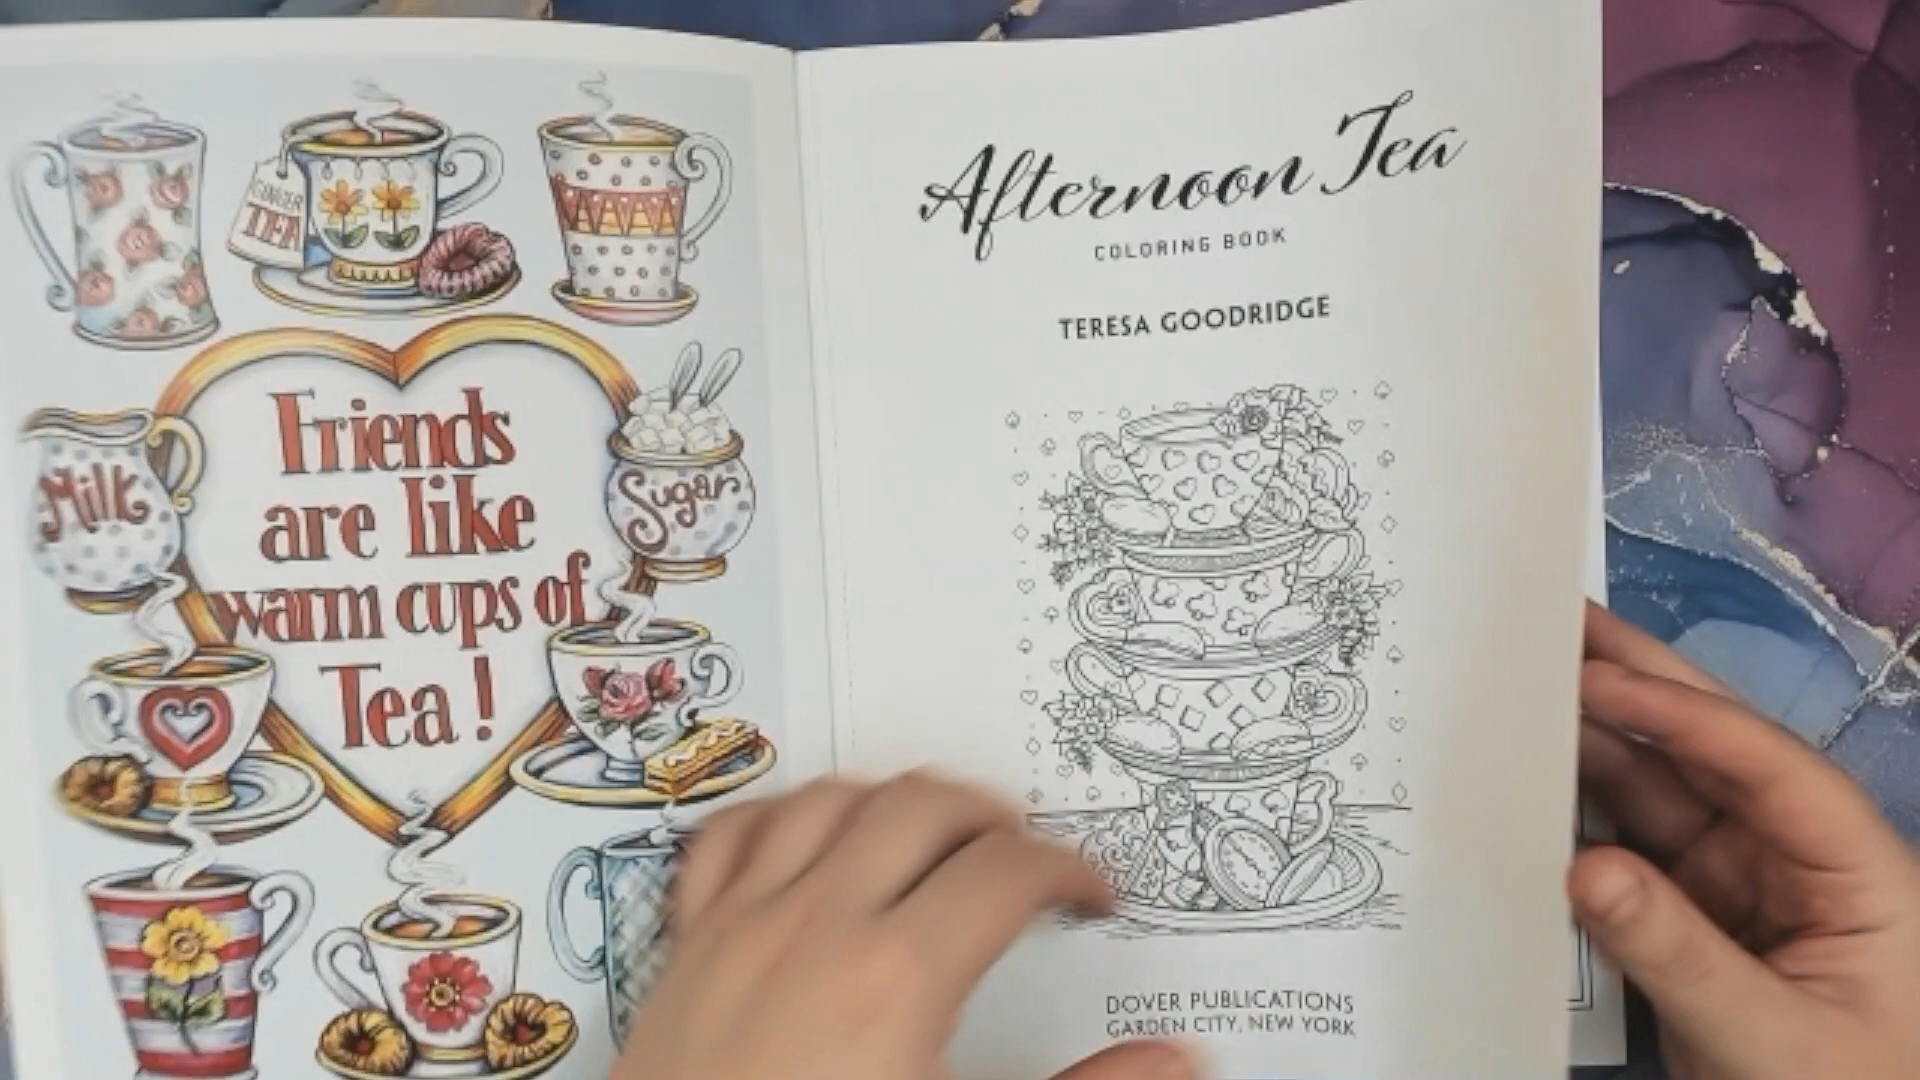 GINGER
TEA
Friends
are like
warm cups of
Tea!
Milk
Sugar
Afternoon Tea
COLORING BOOK
TERESA GOODRIDGE
DOVER PUBLICATIONS
GARDEN CITY, NEW YORK